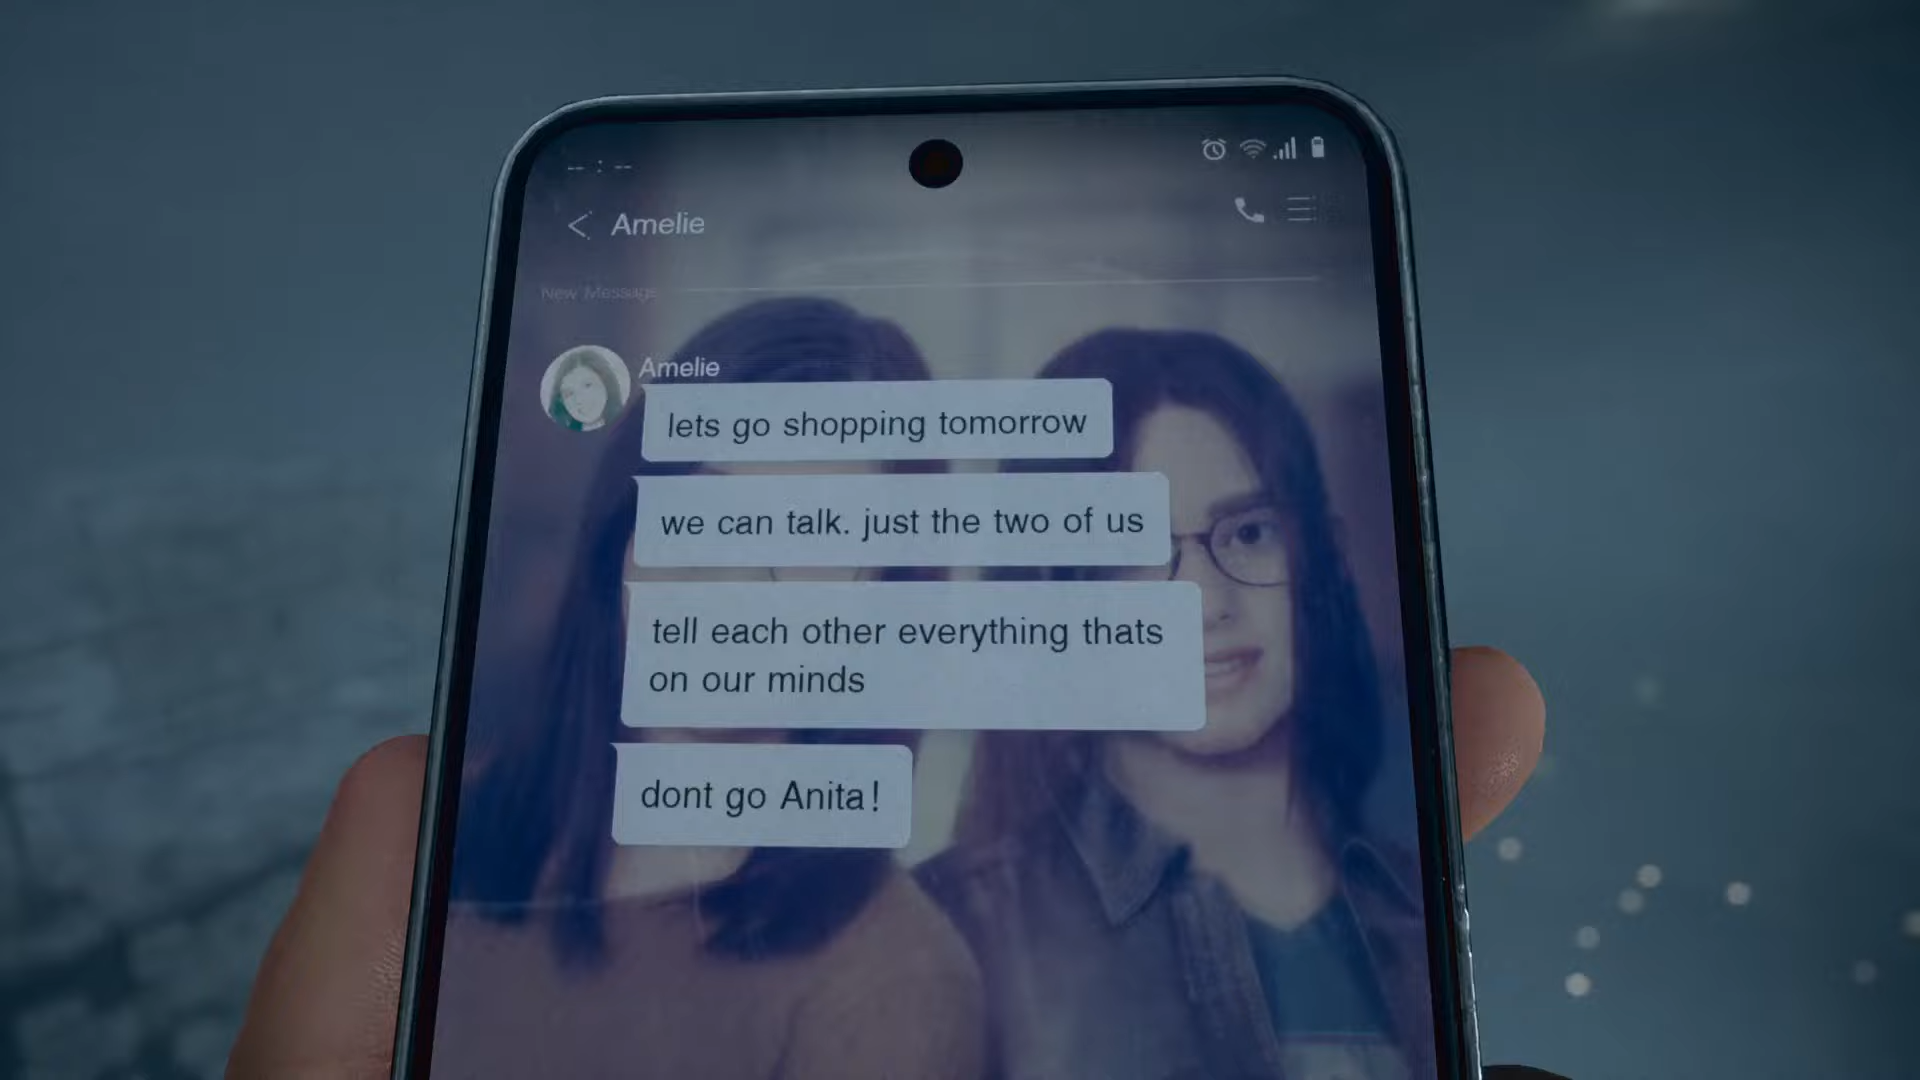 -- : --
< Amelie
New Message
Amelie
lets go shopping tomorrow
we can talk. just the two of us
tell each other everything thats
on our minds
dont go Anita!